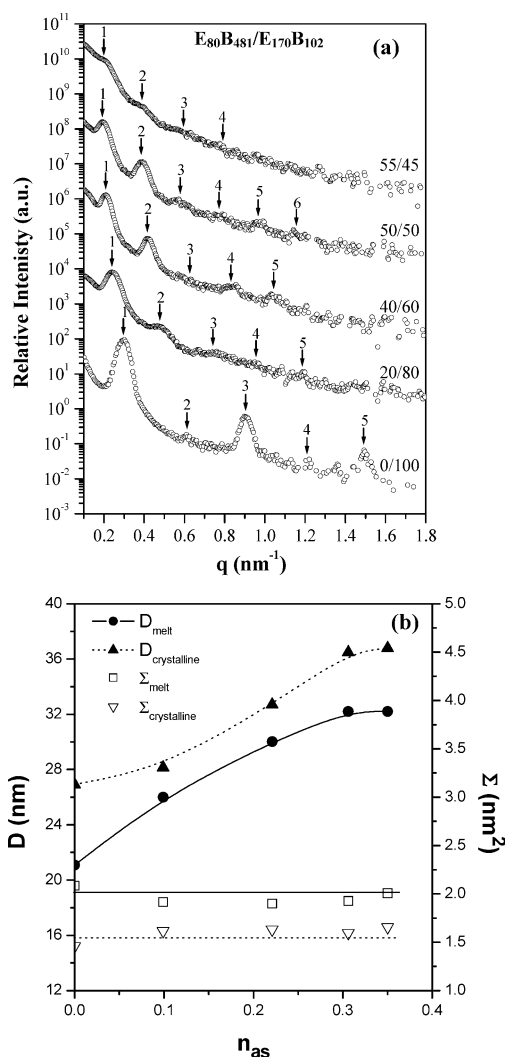 E80B481/E170B102
(a)
Relative Intenisty (a.u.)
10^11
10^10
10^9
10^8
10^7
10^6
10^5
10^4
10^3
10^2
10^1
10^0
10^-1
10^-2
10^-3
1 2 3 4
55/45
1 2 3 4 5 6
50/50
1 2 3 4 5
40/60
1 2 3 4 5
20/80
1 2 3 4 5
0/100
0.2 0.4 0.6 0.8 1.0 1.2 1.4 1.6 1.8
q (nm^-1)
(b)
D_melt
D_crystalline
Σ_melt
Σ_crystalline
D (nm)
40
36
32
28
24
20
16
12
Σ (nm^2)
5.0
4.5
4.0
3.5
3.0
2.5
2.0
1.5
1.0
0.0 0.1 0.2 0.3 0.4
n_as